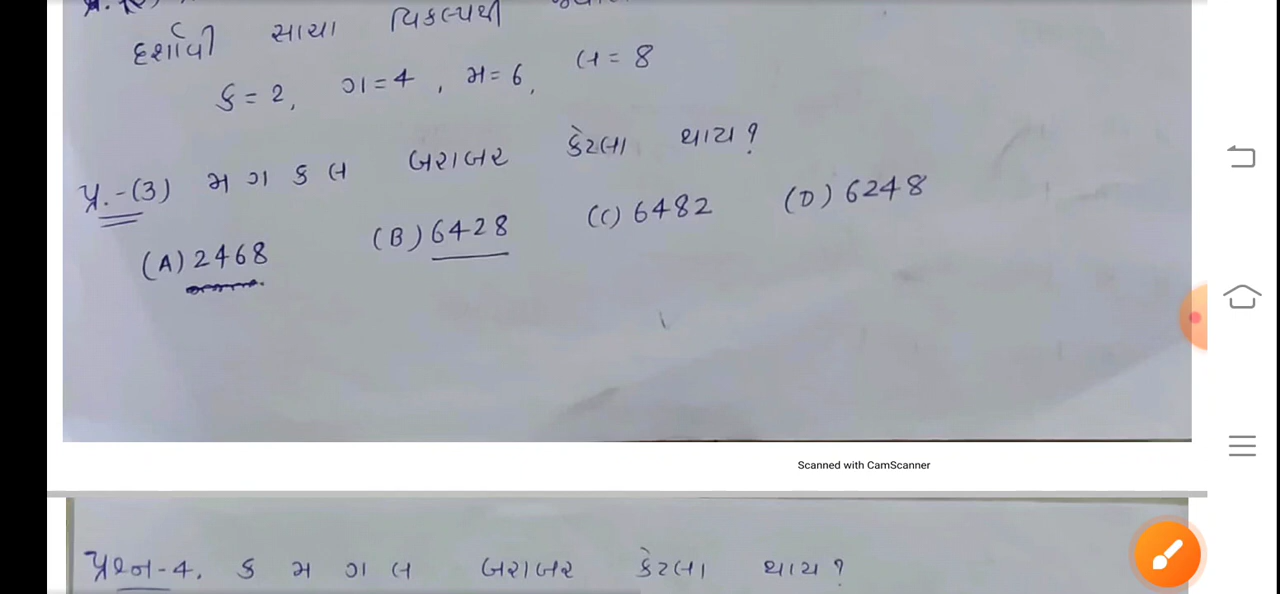 દર્શાવી સાચા વિકલ્પથી
ક = 2, ગ = 4, મ = 6, લ = 8
પ્ર.-(3) મ ગ ક લ બરાબર કેટલા થાય?
(A) 2468 (B) 6428 (C) 6482 (D) 6248
Scanned with CamScanner
પ્રશ્ન-4. ક મ ગ લ બરાબર કેટલા થાય?